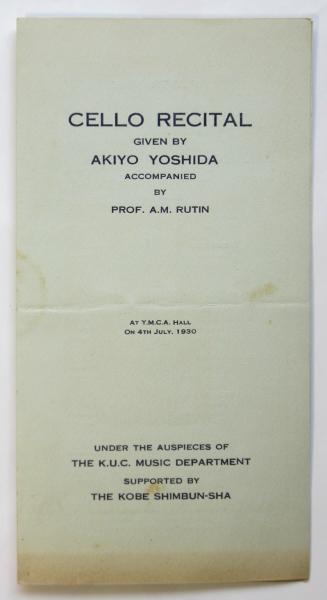 CELLO RECITAL
GIVEN BY
AKIYO YOSHIDA
ACCOMPANIED
BY
PROF. A.M. RUTIN
AT Y.M.C.A. HALL
ON 4TH JULY, 1930
UNDER THE AUSPIECES OF
THE K.U.C. MUSIC DEPARTMENT
SUPPORTED BY
THE KOBE SHIMBUN-SHA